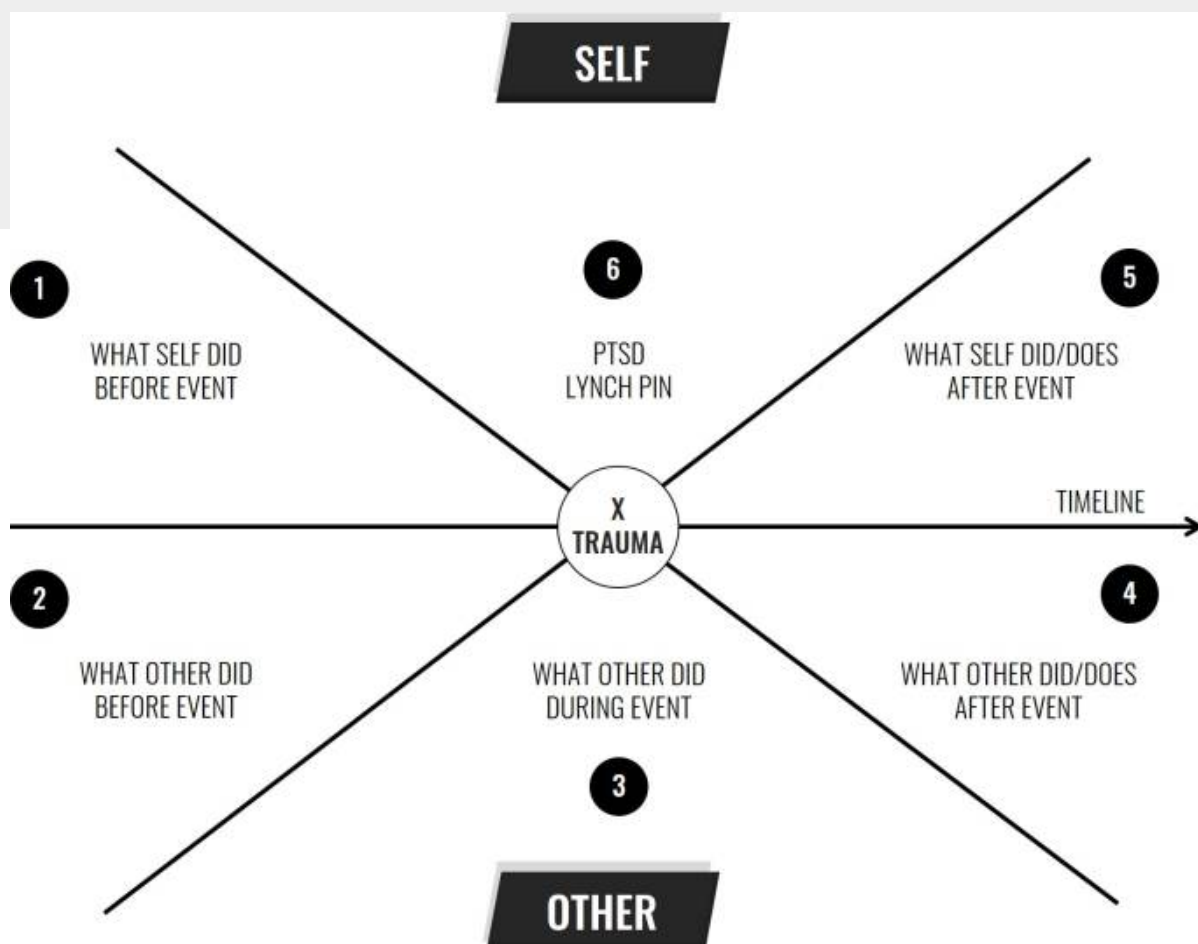 SELF
1
6
5
WHAT SELF DID
BEFORE EVENT
PTSD
LYNCH PIN
WHAT SELF DID/DOES
AFTER EVENT
X
TRAUMA
TIMELINE
2
4
WHAT OTHER DID
BEFORE EVENT
WHAT OTHER DID
DURING EVENT
WHAT OTHER DID/DOES
AFTER EVENT
3
OTHER